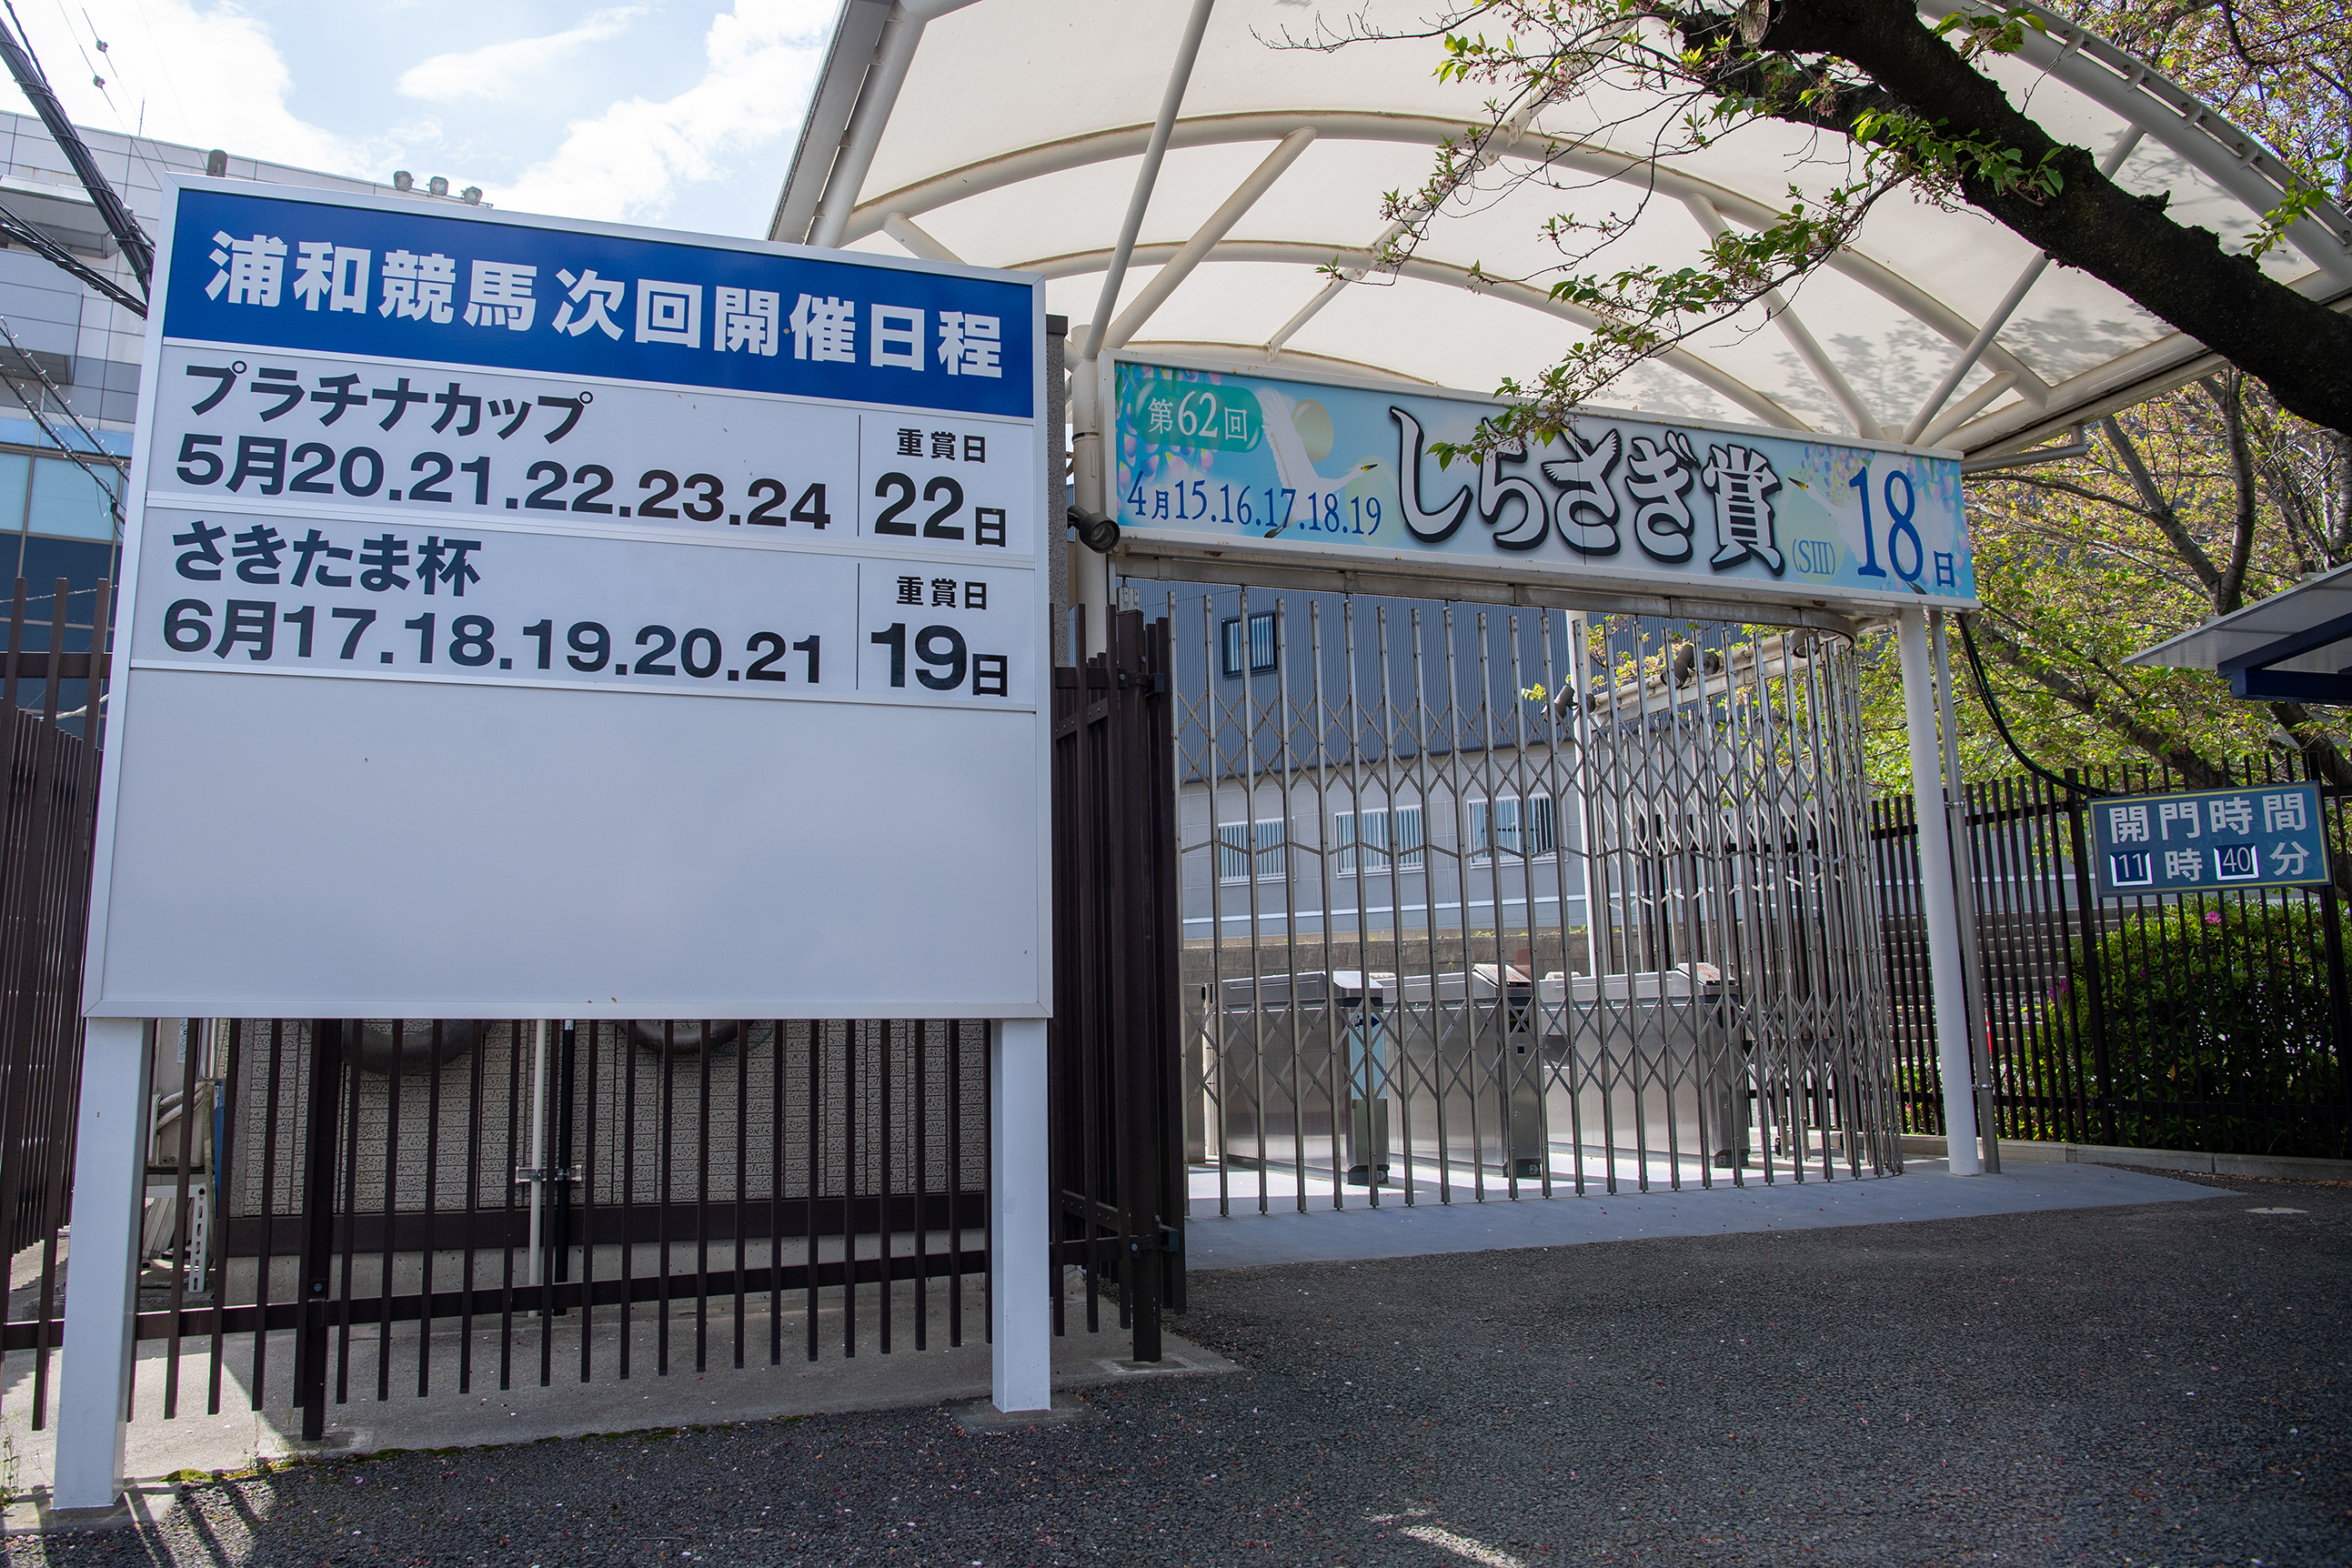 浦和競馬次回開催日程
プラチナカップ
5月20.21.22.23.24
重賞日
22日
さきたま杯
6月17.18.19.20.21
重賞日
19日
第62回
4月15.16.17.18.19
しらさぎ賞
(SIII)
18日
開門時間
11時40分